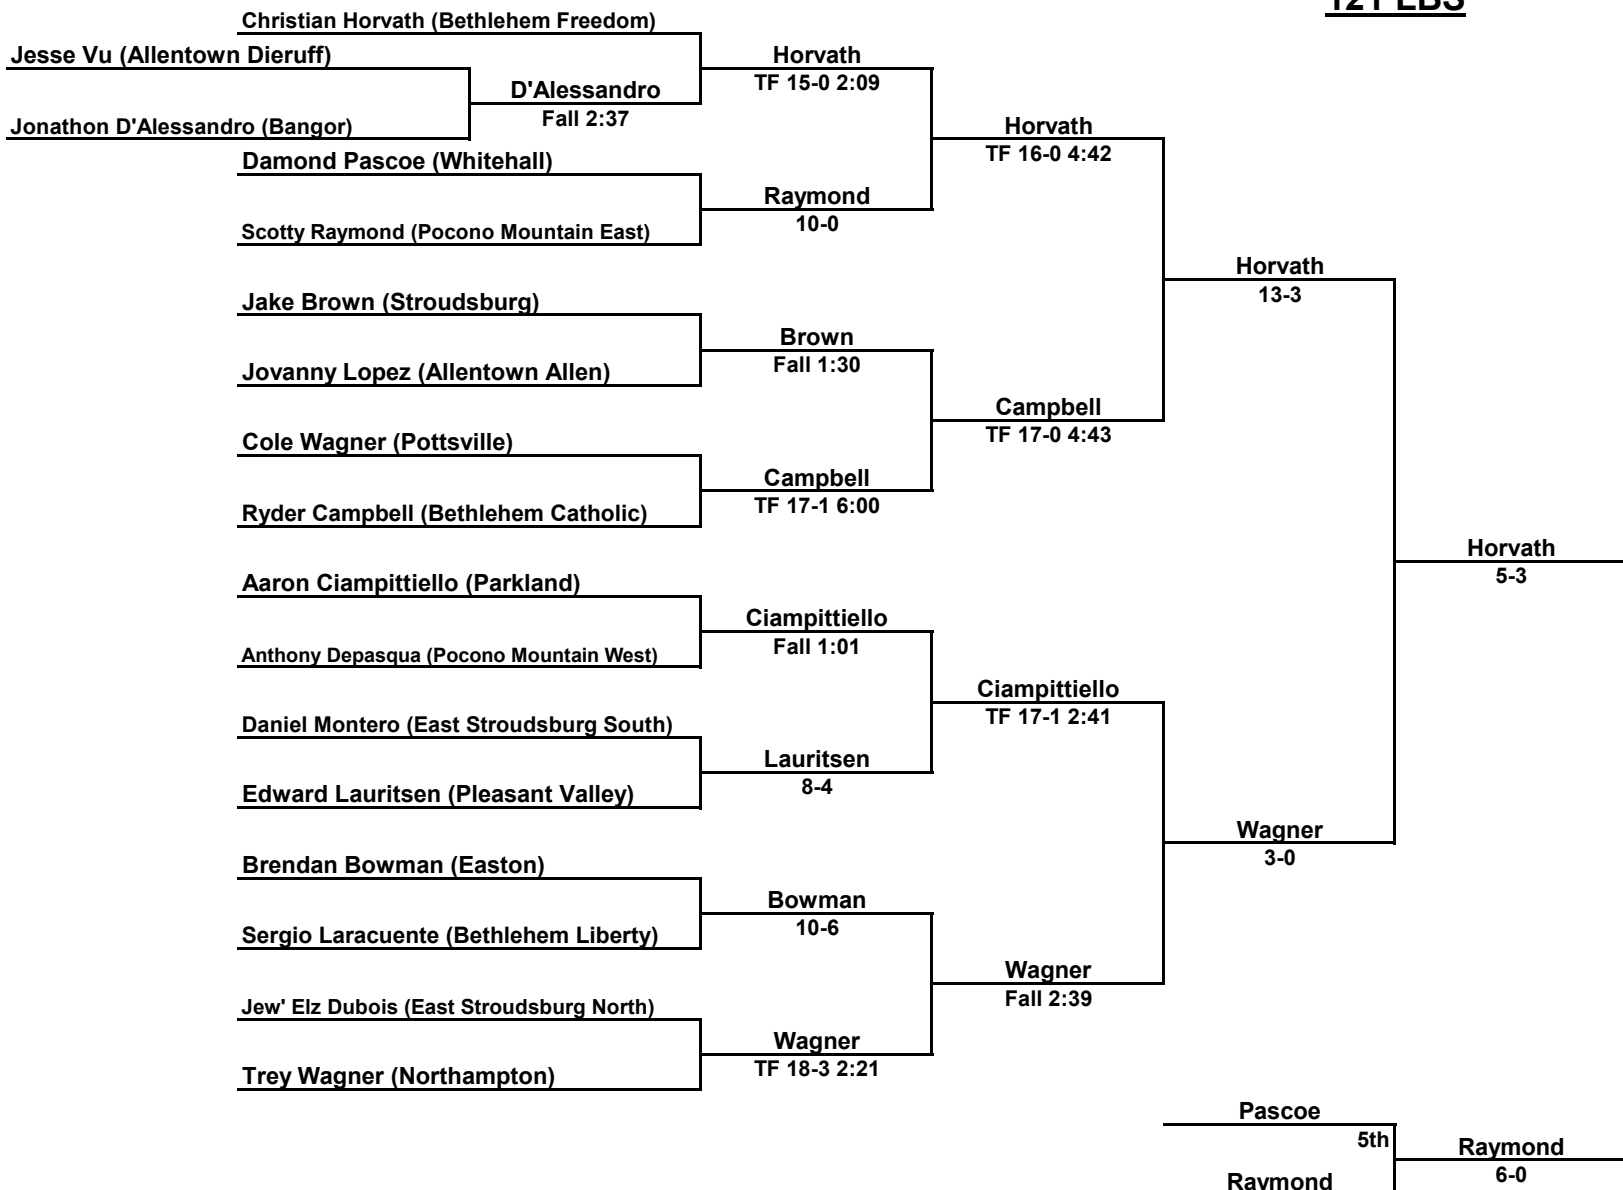 121 LBS
Christian Horvath (Bethlehem Freedom)
Jesse Vu (Allentown Dieruff)
Horvath
TF 15-0 2:09
D'Alessandro
Fall 2:37
Jonathon D'Alessandro (Bangor)
Horvath
TF 16-0 4:42
Damond Pascoe (Whitehall)
Raymond
10-0
Scotty Raymond (Pocono Mountain East)
Horvath
13-3
Jake Brown (Stroudsburg)
Brown
Fall 1:30
Jovanny Lopez (Allentown Allen)
Campbell
TF 17-0 4:43
Cole Wagner (Pottsville)
Campbell
TF 17-1 6:00
Ryder Campbell (Bethlehem Catholic)
Horvath
5-3
Aaron Ciampittiello (Parkland)
Ciampittiello
Fall 1:01
Anthony Depasqua (Pocono Mountain West)
Ciampittiello
TF 17-1 2:41
Daniel Montero (East Stroudsburg South)
Lauritsen
8-4
Edward Lauritsen (Pleasant Valley)
Wagner
3-0
Brendan Bowman (Easton)
Bowman
10-6
Sergio Laracuente (Bethlehem Liberty)
Wagner
Fall 2:39
Jew' Elz Dubois (East Stroudsburg North)
Wagner
TF 18-3 2:21
Trey Wagner (Northampton)
Pascoe
5th
Raymond
6-0
Raymond